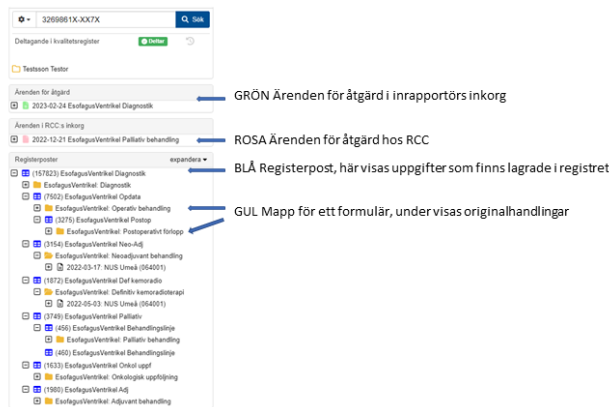 3269861X-XX7X
Sök
Deltagande i kvalitetsregister
Deltar
Testsson Testor
Ärenden för åtgärd
2023-02-24 EsofagusVentrikel Diagnostik
GRÖN Ärenden för åtgärd i inrapportörs inkorg
Ärenden i RCC:s inkorg
2022-12-21 EsofagusVentrikel Palliativ behandling
ROSA Ärenden för åtgärd hos RCC
Registerposter
expandera
BLÅ Registerpost, här visas uppgifter som finns lagrade i registret
(157823) EsofagusVentrikel Diagnostik
EsofagusVentrikel: Diagnostik
(7502) EsofagusVentrikel Opdata
EsofagusVentrikel: Operativ behandling
GUL Mapp för ett formulär, under visas originalhandlingar
(3275) EsofagusVentrikel Postop
EsofagusVentrikel: Postoperativt förlopp
(3154) EsofagusVentrikel Neo-Adj
EsofagusVentrikel: Neoadjuvant behandling
2022-03-17: NUS Umeå (064001)
(1872) EsofagusVentrikel Def kemoradio
EsofagusVentrikel: Definitiv kemoradioterapi
2022-05-03: NUS Umeå (064001)
(3749) EsofagusVentrikel Palliativ
(456) EsofagusVentrikel Behandlingslinje
EsofagusVentrikel: Palliativ behandling
(460) EsofagusVentrikel Behandlingslinje
(1633) EsofagusVentrikel Onkol uppf
EsofagusVentrikel: Onkologisk uppföljning
(1980) EsofagusVentrikel Adj
EsofagusVentrikel: Adjuvant behandling